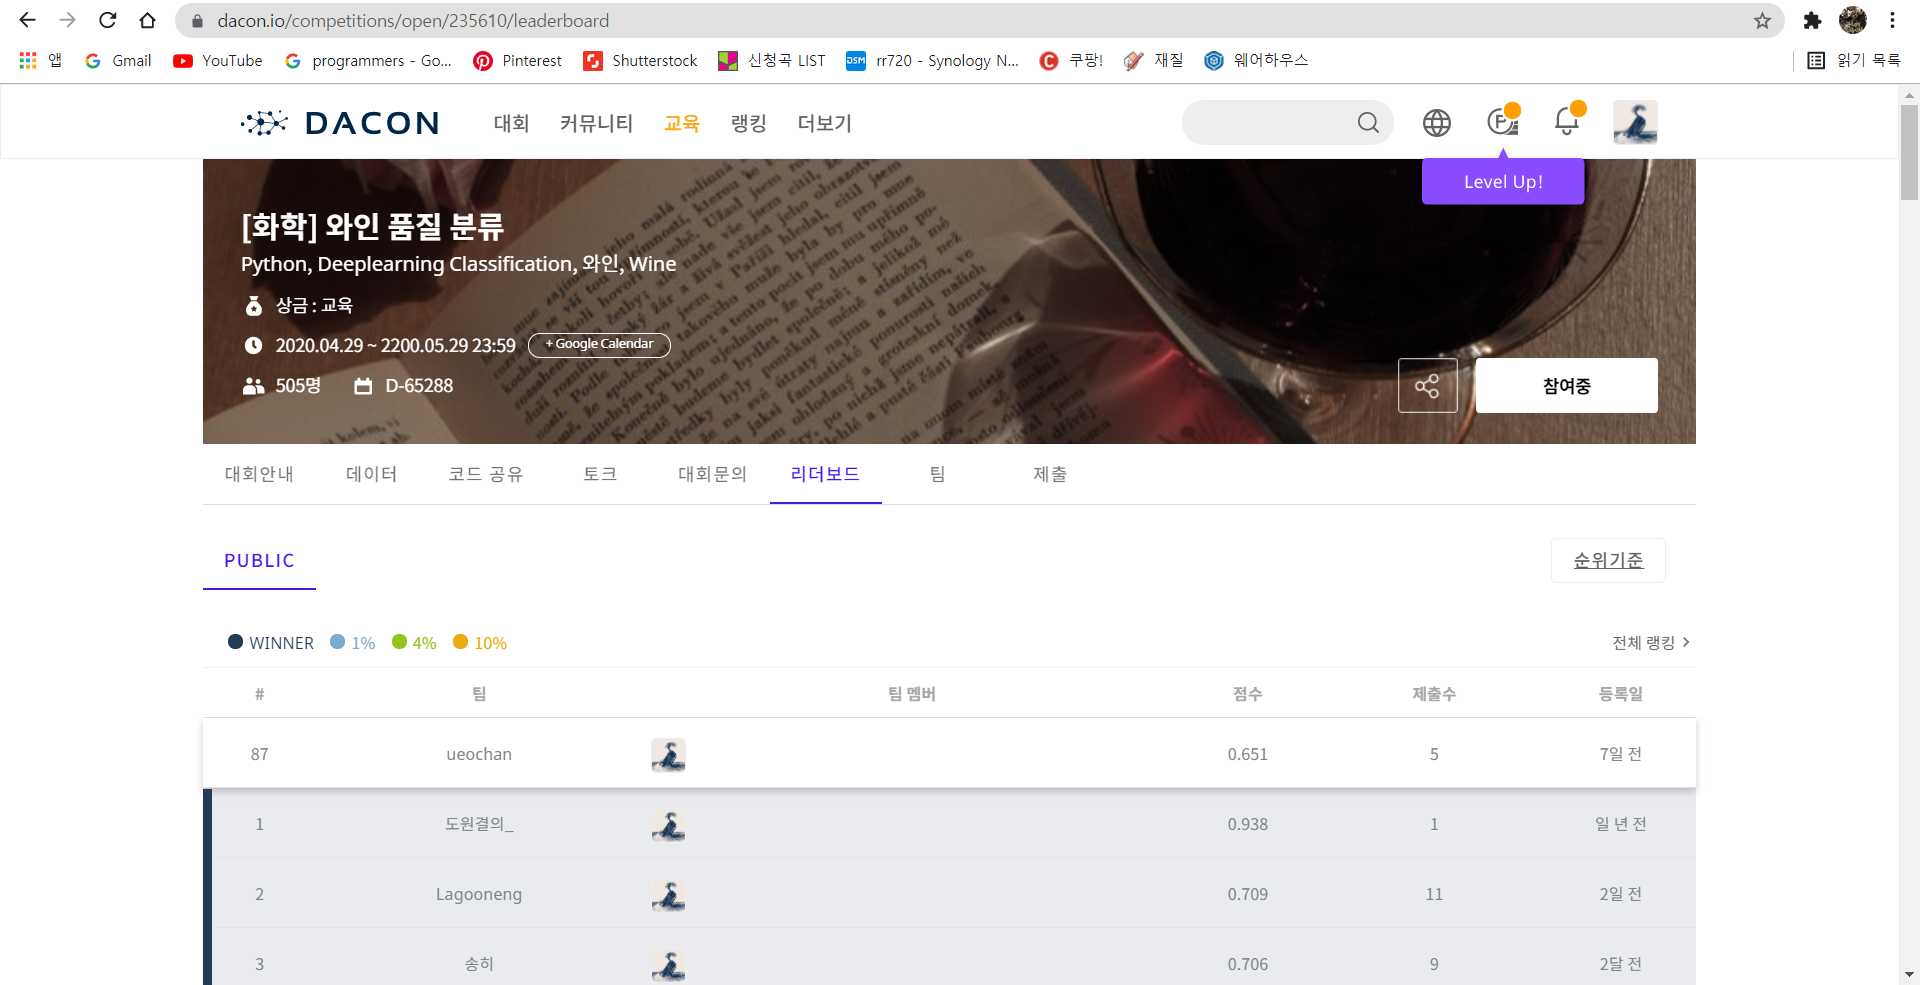 dacon.io/competitions/open/235610/leaderboard
앱 Gmail YouTube programmers - Go... Pinterest Shutterstock 신청곡 LIST DSM rr720 - Synology N... 쿠팡! 재질 웨어하우스 읽기 목록
DACON 대회 커뮤니티 교육 랭킹 더보기
Level Up!
[화학] 와인 품질 분류
Python, Deeplearning Classification, 와인, Wine
상금 : 교육
2020.04.29 ~ 2200.05.29 23:59 + Google Calendar
505명 D-65288
참여중
대회안내 데이터 코드 공유 토크 대회문의 리더보드 팀 제출
PUBLIC 순위기준
WINNER 1% 4% 10% 전체 랭킹 >
# 팀 팀 멤버 점수 제출수 등록일
87 ueochan 0.651 5 7일 전
1 도원결의_ 0.938 1 일 년 전
2 Lagooneng 0.709 11 2일 전
3 송히 0.706 9 2달 전